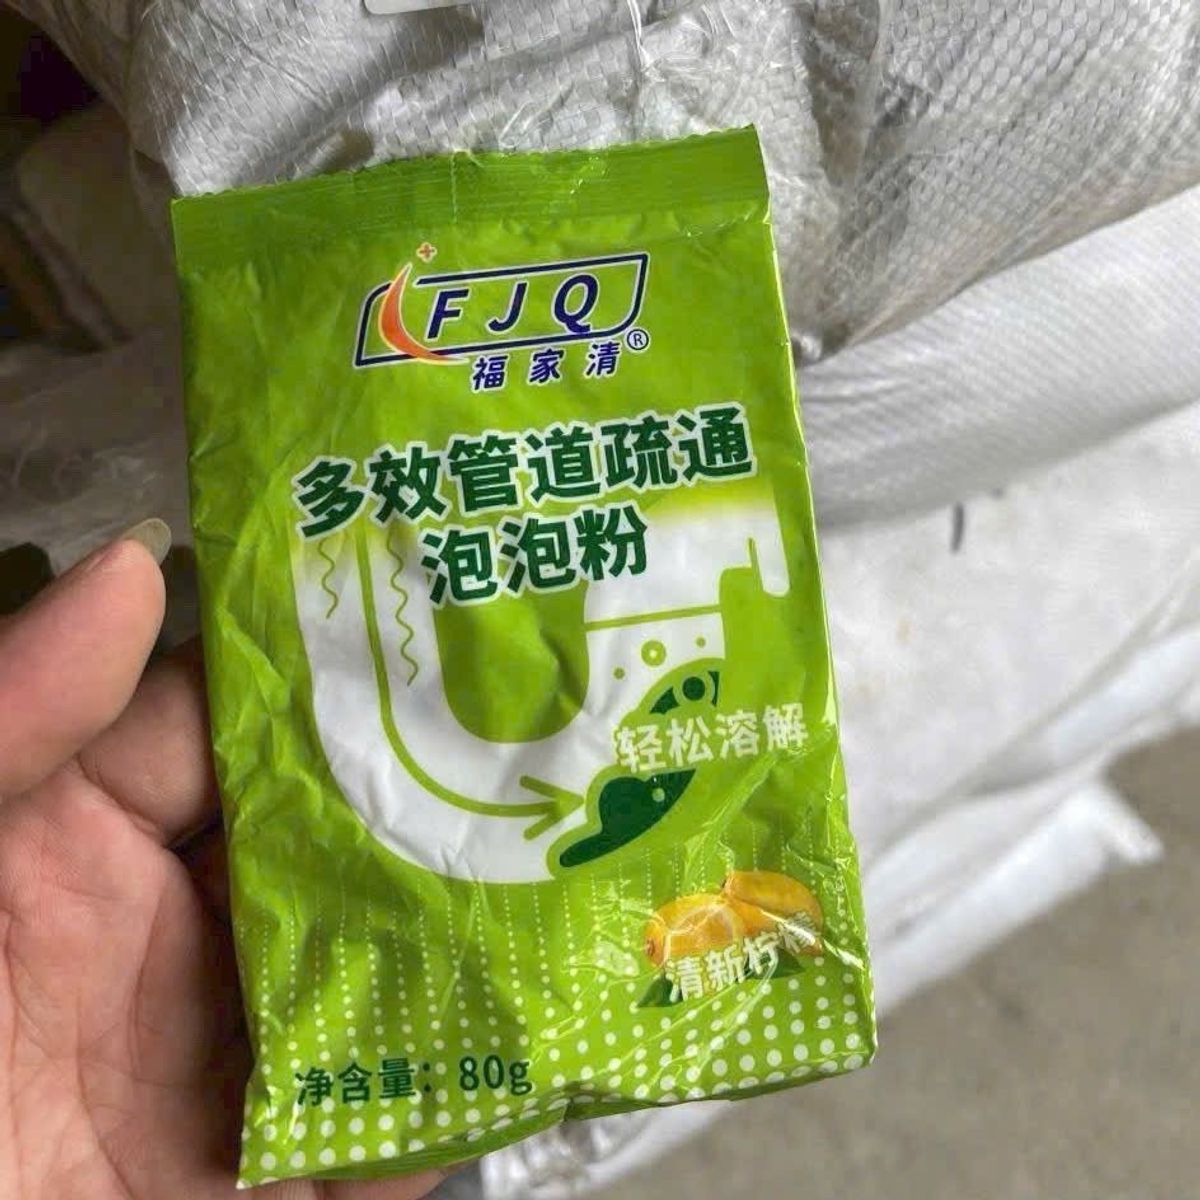 FJQ
福家清®
多效管道疏通
泡泡粉
轻松溶解
清新柠檬
净含量：80g